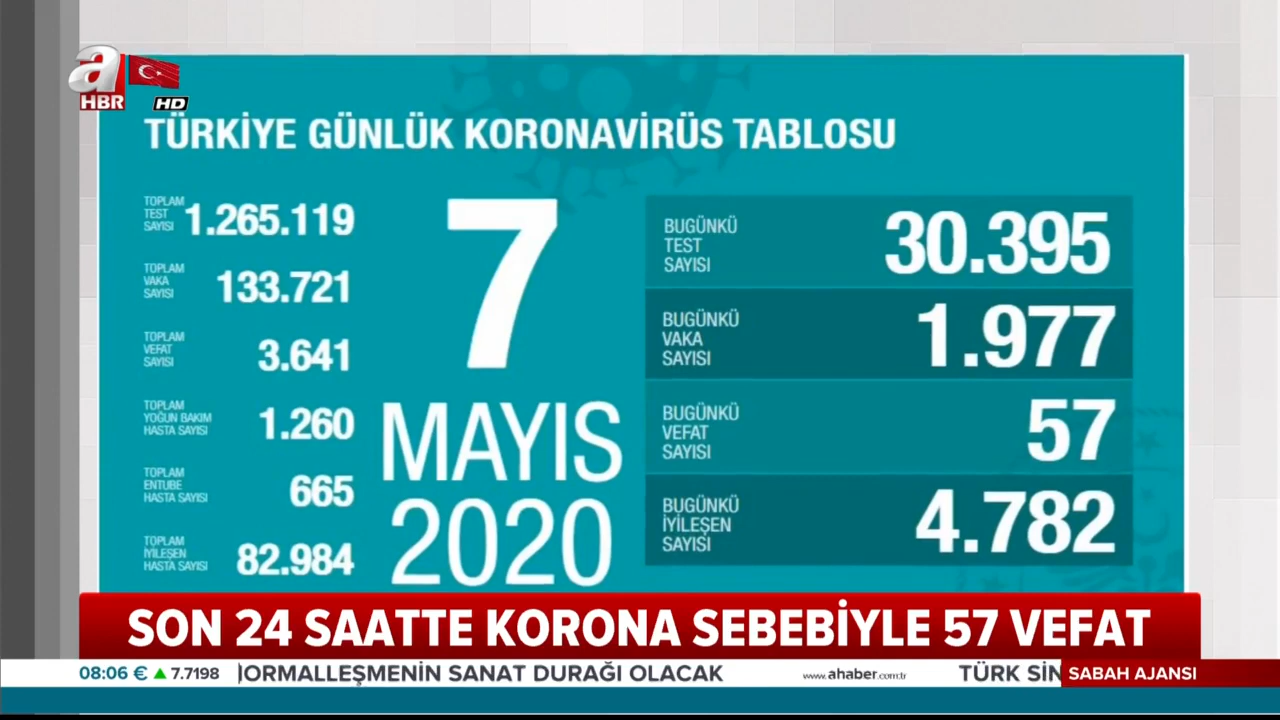 a
HBR
HD
TÜRKİYE GÜNLÜK KORONAVİRÜS TABLOSU
TOPLAM
TEST
SAYISI
1.265.119
TOPLAM
VAKA
SAYISI
133.721
TOPLAM
VEFAT
SAYISI
3.641
TOPLAM
YOĞUN BAKIM
HASTA SAYISI
1.260
TOPLAM
ENTUBE
HASTA SAYISI
665
TOPLAM
İYİLEŞEN
HASTA SAYISI
82.984
7
MAYIS
2020
BUGÜNKÜ
TEST
SAYISI
30.395
BUGÜNKÜ
VAKA
SAYISI
1.977
BUGÜNKÜ
VEFAT
SAYISI
57
BUGÜNKÜ
İYİLEŞEN
SAYISI
4.782
SON 24 SAATTE KORONA SEBEBİYLE 57 VEFAT
08:06 € ▲ 7.7198 ORMALLEŞMENİN SANAT DURAĞI OLACAK www.ahaber.com.tr TÜRK SİN SABAH AJANSI